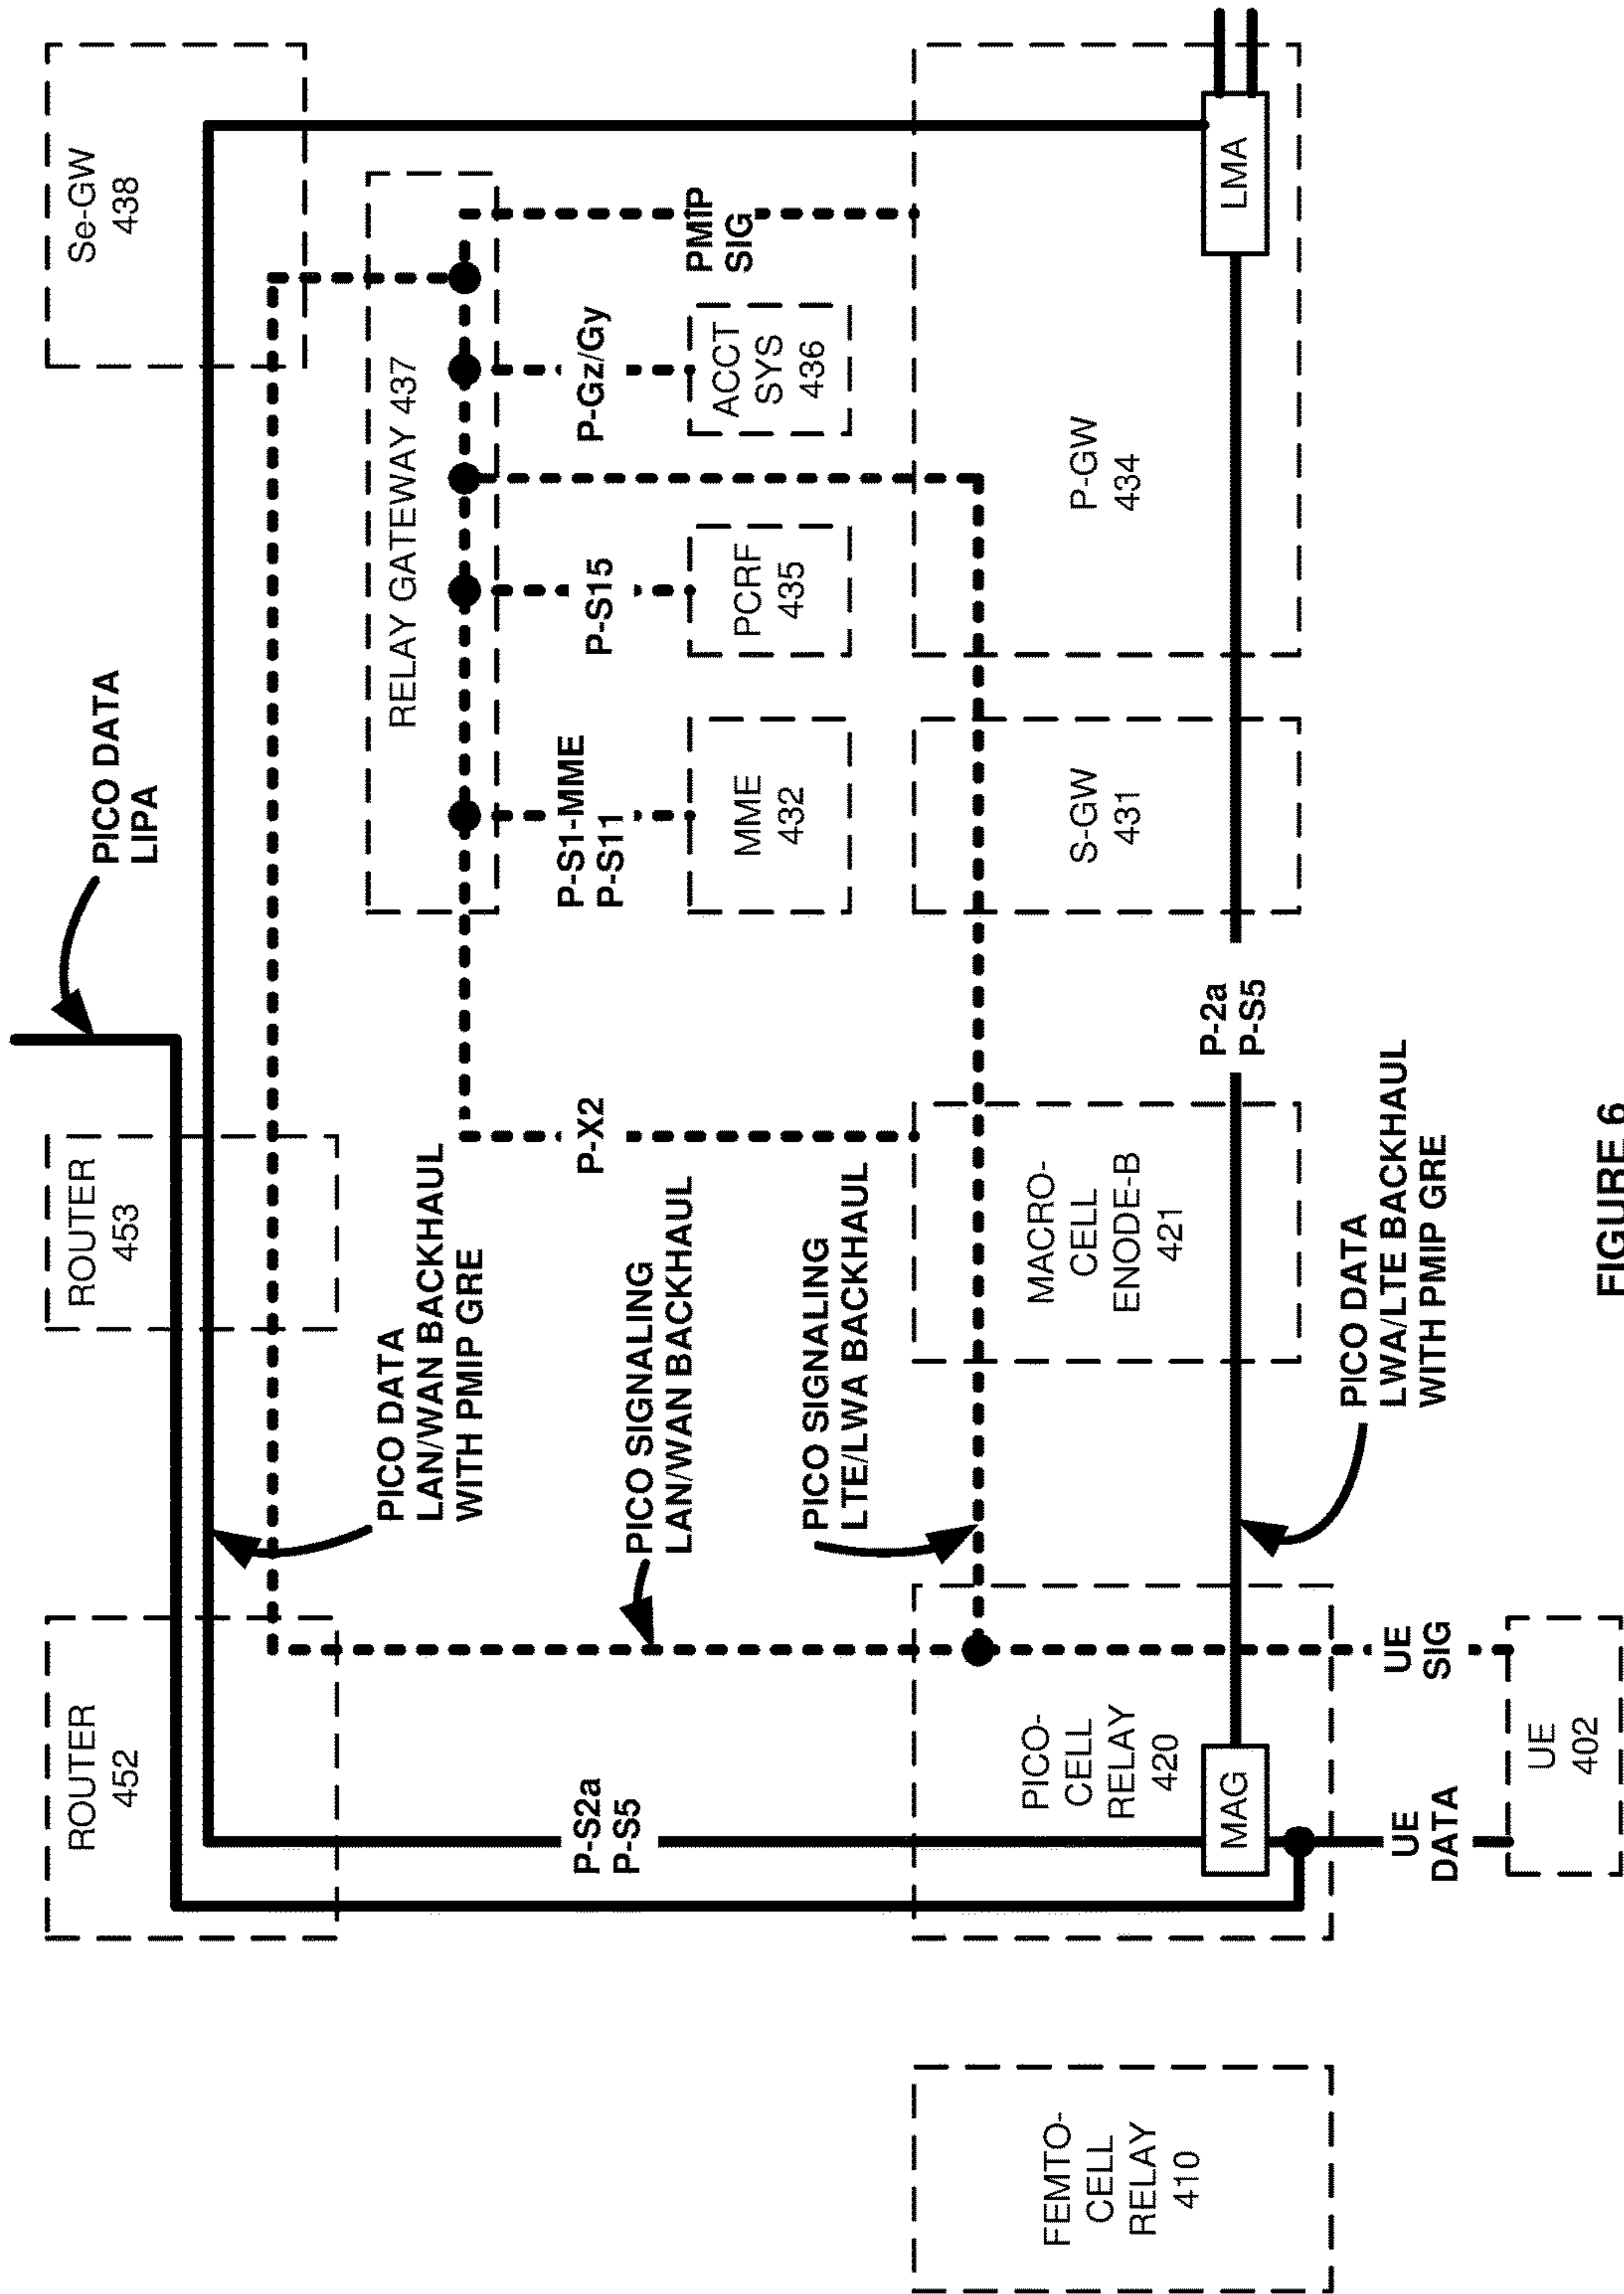 ROUTER
452
ROUTER
453
PICO DATA
LIPA
Se-GW
438
PICO DATA
LAN/WAN BACKHAUL
WITH PMIP GRE
RELAY GATEWAY 437
P-S2a
P-S5
PICO SIGNALING
LAN/WAN BACKHAUL
P-X2
P-S1-MME
P-S11
P-S15
P-Gz/Gy
PMIP
SIG
MME
432
PCRF
435
ACCT
SYS
436
PICO SIGNALING
LTE/LWA BACKHAUL
FEMTO-
CELL
RELAY
410
PICO-
CELL
RELAY
420
MACRO-
CELL
ENODE-B
421
S-GW
431
P-GW
434
MAG
P-2a
P-S5
LMA
UE
DATA
UE
SIG
PICO DATA
LWA/LTE BACKHAUL
WITH PMIP GRE
UE
402
FIGURE 6